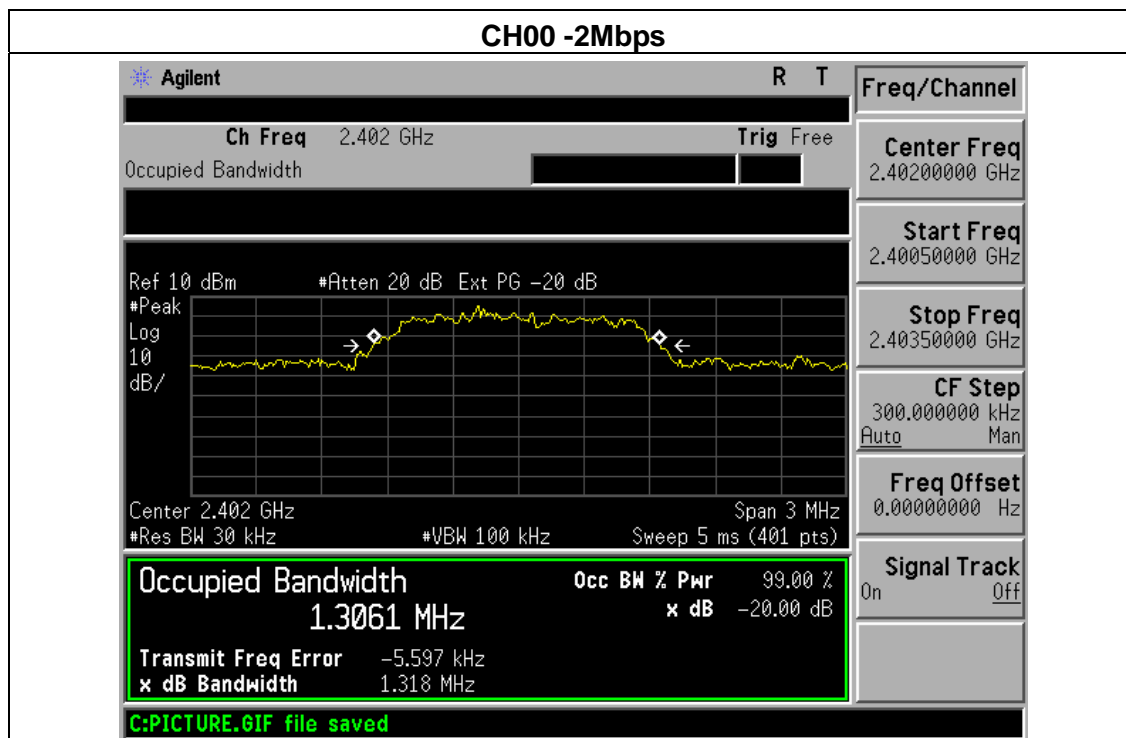 CH00 -2Mbps
Agilent R T
Freq/Channel
Ch Freq 2.402 GHz Trig Free
Occupied Bandwidth
Center Freq
2.40200000 GHz
Start Freq
2.40050000 GHz
Stop Freq
2.40350000 GHz
CF Step
300.000000 kHz
Auto Man
Freq Offset
0.00000000 Hz
Signal Track
On Off
Ref 10 dBm #Atten 20 dB Ext PG -20 dB
#Peak
Log
10
dB/
Center 2.402 GHz Span 3 MHz
#Res BW 30 kHz #VBW 100 kHz Sweep 5 ms (401 pts)
Occupied Bandwidth
1.3061 MHz
Occ BW % Pwr 99.00 %
x dB -20.00 dB
Transmit Freq Error -5.597 kHz
x dB Bandwidth 1.318 MHz
C:PICTURE.GIF file saved